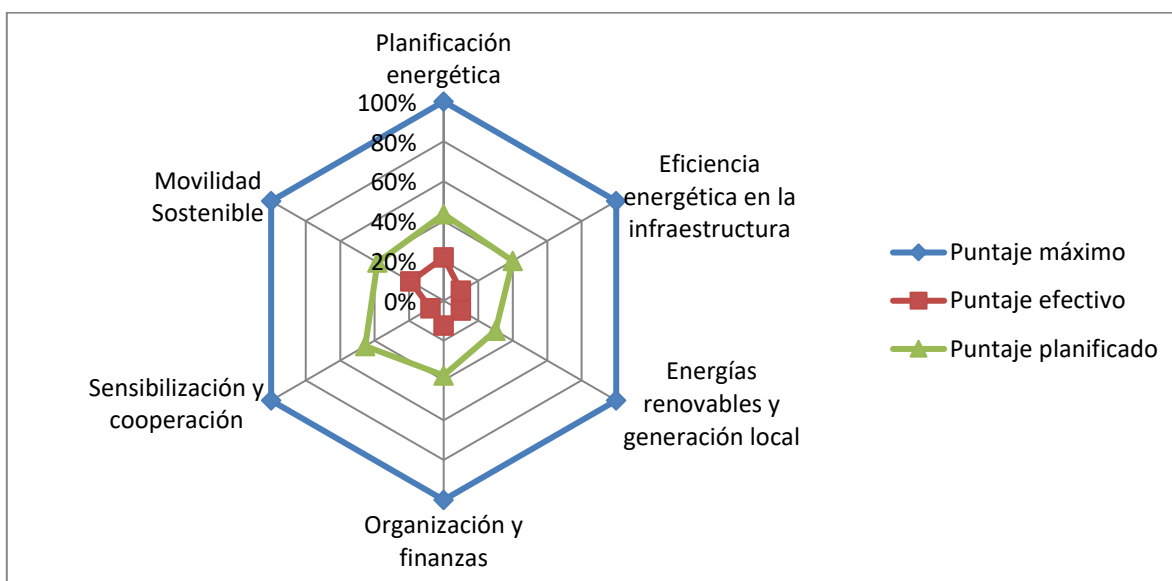 Planificación
energética
100%
80%
60%
40%
20%
0%
Eficiencia
energética en la
infraestructura
Energías
renovables y
generación local
Organización y
finanzas
Sensibilización y
cooperación
Movilidad
Sostenible
Puntaje máximo
Puntaje efectivo
Puntaje planificado